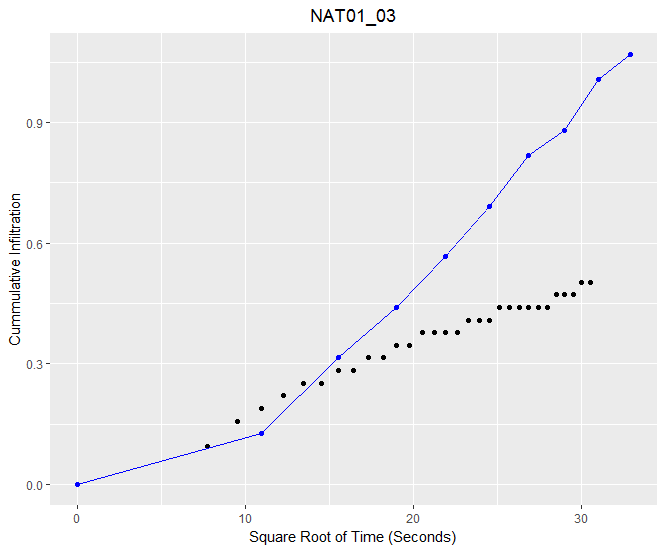 NAT01_03
Cummulative Infiltration
0.9
0.6
0.3
0.0
0
10
20
30
Square Root of Time (Seconds)